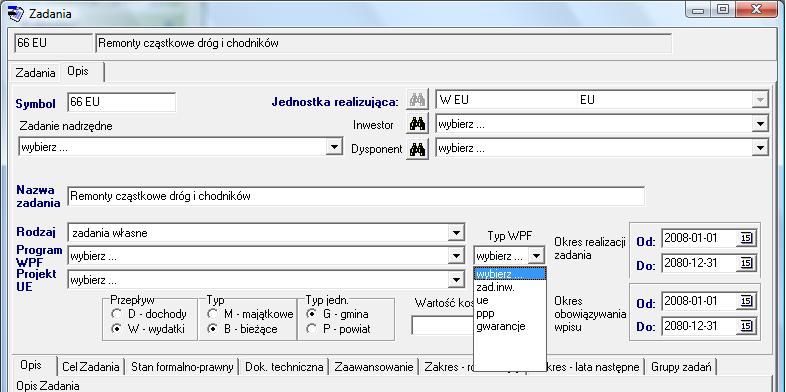 Zadania
66 EU Remonty cząstkowe dróg i chodników
Zadania Opis
Symbol 66 EU Jednostka realizująca: W EU EU
Zadanie nadrzędne Inwestor wybierz ...
wybierz ... Dysponent wybierz ...
Nazwa zadania Remonty cząstkowe dróg i chodników
Rodzaj zadania własne Typ WPF Okres realizacji zadania Od: 2008-01-01 15
Program WPF wybierz ... wybierz ... Do: 2080-12-31 15
Projekt UE wybierz ...
wybierz ...
zad.inw.
ue
ppp
gwarancje
Przepływ Typ Typ jedn. Wartość Okres obowiązywania wpisu Od: 2008-01-01 15
D - dochody M - majątkowe G - gmina
W - wydatki B - bieżące P - powiat Do: 2080-12-31 15
Opis Cel Zadania Stan formalno-prawny Dok. techniczna Zaawansowanie Zakres - lata następne Grupy zadań
Opis Zadania